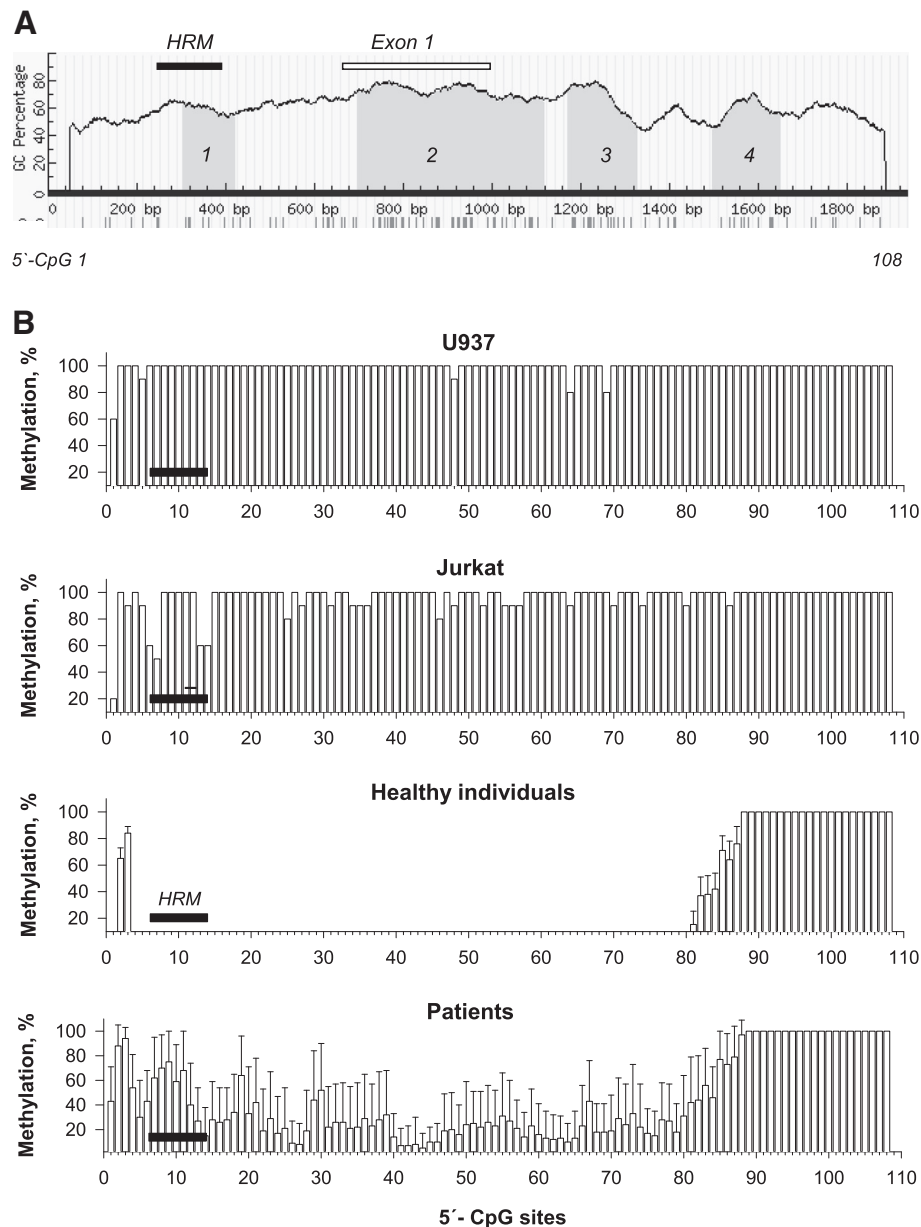 A
HRM
Exon 1
GC Percentage
80
60
40
20
0
1
2
3
4
0 200 bp 400 bp 600 bp 800 bp 1000 bp 1200 bp 1400 bp 1600 bp 1800 bp
5`-CpG 1
108
B
U937
Methylation, %
100
80
60
40
20
0 10 20 30 40 50 60 70 80 90 100 110
Jurkat
Methylation, %
100
80
60
40
20
0 10 20 30 40 50 60 70 80 90 100 110
Healthy individuals
Methylation, %
100
80
60
40
20
HRM
0 10 20 30 40 50 60 70 80 90 100 110
Patients
Methylation, %
100
80
60
40
20
0 10 20 30 40 50 60 70 80 90 100 110
5´- CpG sites